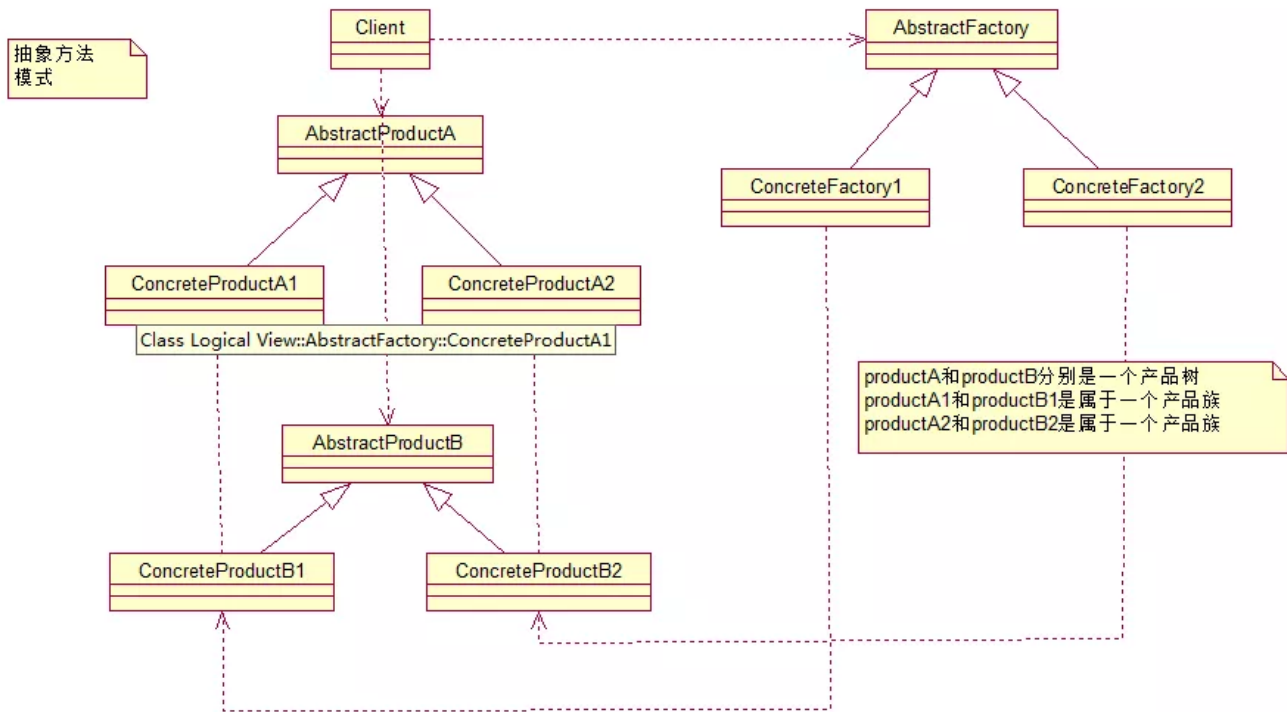 抽象方法
模式
Client
AbstractFactory
AbstractProductA
ConcreteFactory1
ConcreteFactory2
ConcreteProductA1
ConcreteProductA2
Class Logical View::AbstractFactory::ConcreteProductA1
productA和productB分别是一个产品树
productA1和productB1是属于一个产品族
productA2和productB2是属于一个产品族
AbstractProductB
ConcreteProductB1
ConcreteProductB2